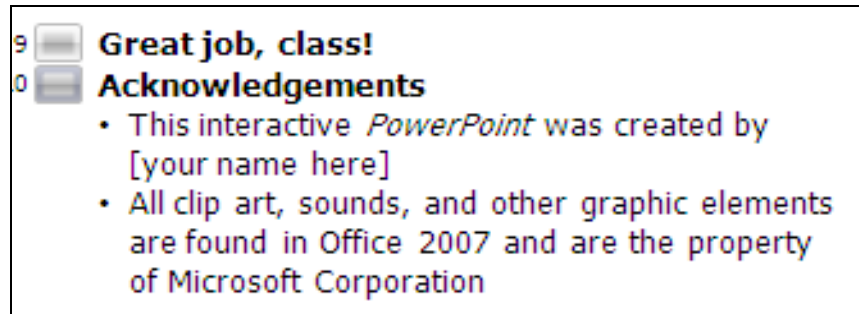 9 Great job, class!
0 Acknowledgements
• This interactive PowerPoint was created by
[your name here]
• All clip art, sounds, and other graphic elements
are found in Office 2007 and are the property
of Microsoft Corporation